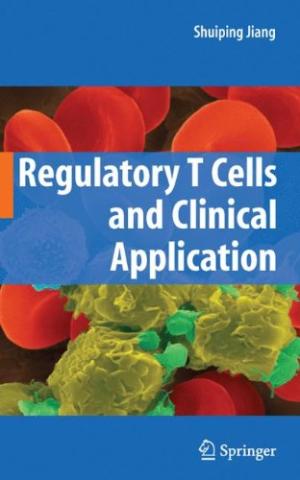 Shuiping Jiang
Regulatory T Cells
and Clinical
Application
Springer